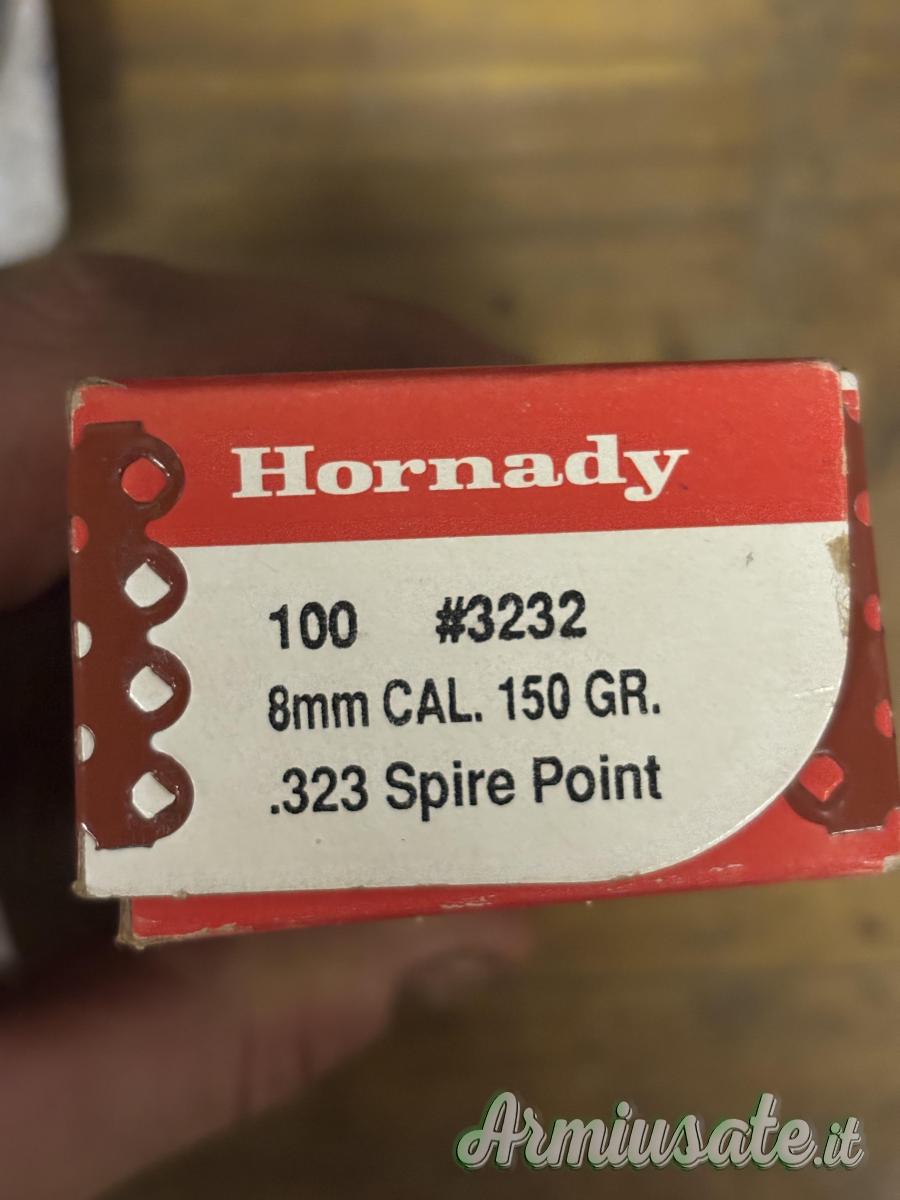 Hornady
100 #3232
8mm CAL. 150 GR.
.323 Spire Point
Armiusate.it